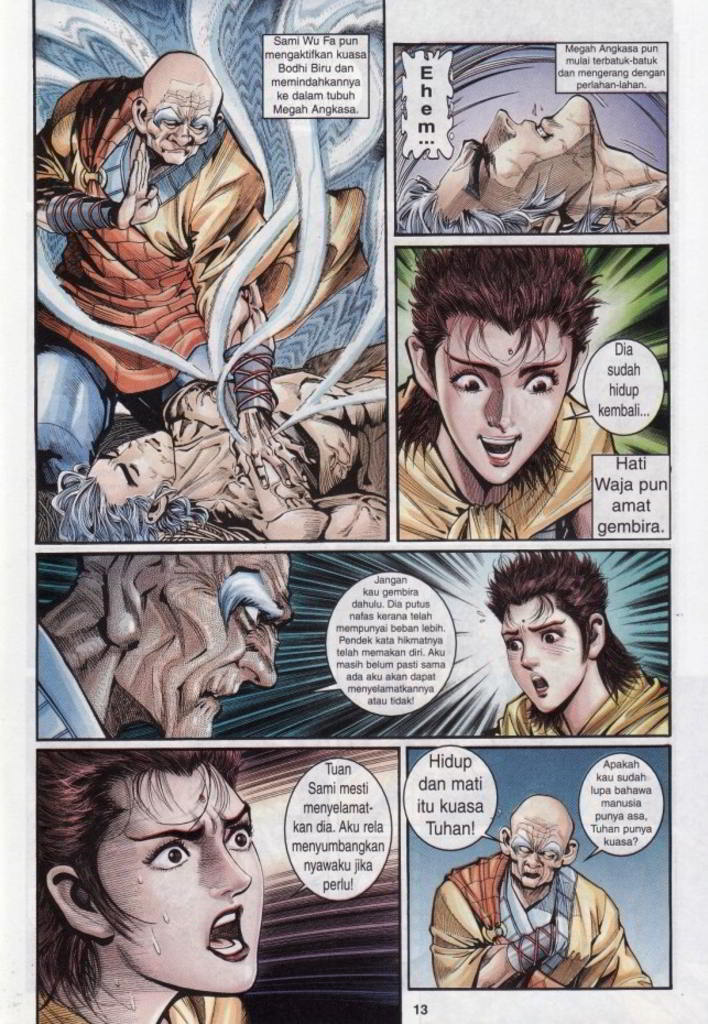 Sami Wu Fa pun
mengaktifkan kuasa
Bodhi Biru dan
memindahkannya
ke dalam tubuh
Megah Angkasa.
Megah Angkasa pun
mulai terbatuk-batuk
dan mengerang dengan
perlahan-lahan.
Ehem...
Dia
sudah
hidup
kembali...
Hati
Waja pun
amat
gembira.
Jangan
kau gembira
dahulu. Dia putus
nafas kerana telah
mempunyai beban lebih.
Pendek kata hikmatnya
telah memakan diri. Aku
masih belum pasti sama
ada aku akan dapat
menyelamatkannya
atau tidak!
Tuan
Sami mesti
menyelamat-
kan dia. Aku rela
menyumbangkan
nyawaku jika
perlu!
Hidup
dan mati
itu kuasa
Tuhan!
Apakah
kau sudah
lupa bahawa
manusia
punya asa,
Tuhan punya
kuasa?
13